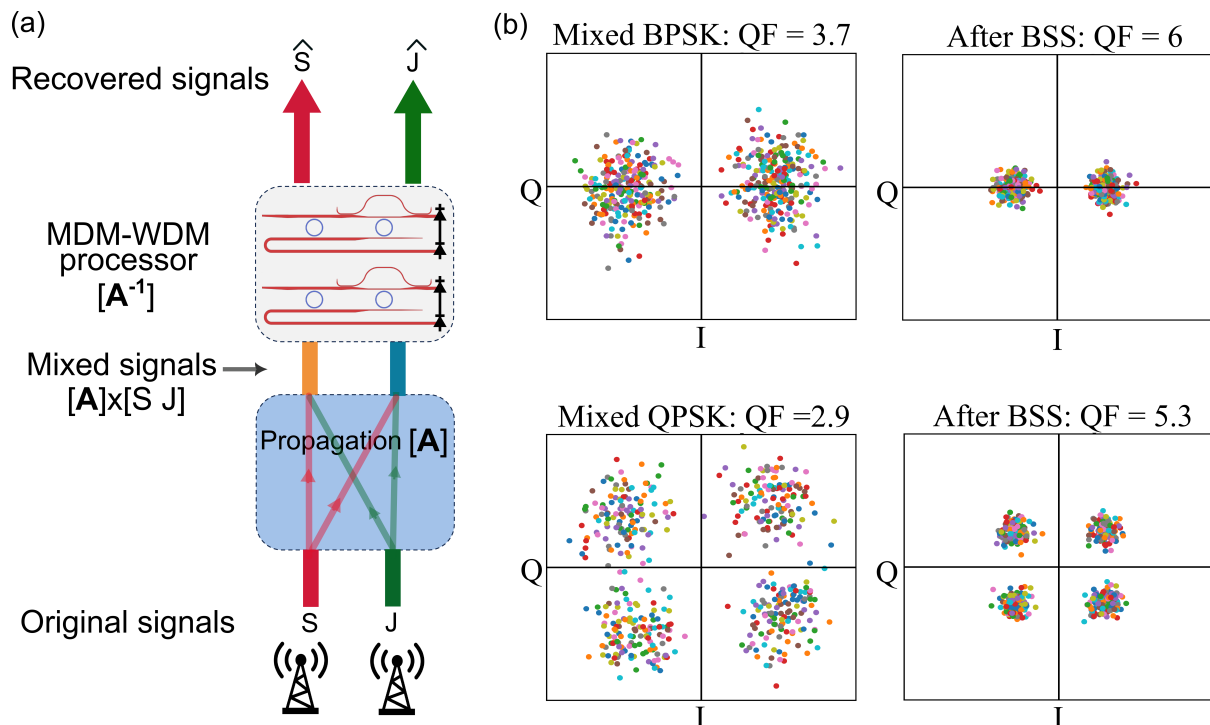 (a)
Ŝ
Ĵ
Recovered signals
MDM-WDM
processor
[A⁻¹]
Mixed signals
[A]x[S J]
Propagation [A]
Original signals
S
J
(b)
Mixed BPSK: QF = 3.7
Q
I
After BSS: QF = 6
Q
I
Mixed QPSK: QF =2.9
Q
I
After BSS: QF = 5.3
Q
I